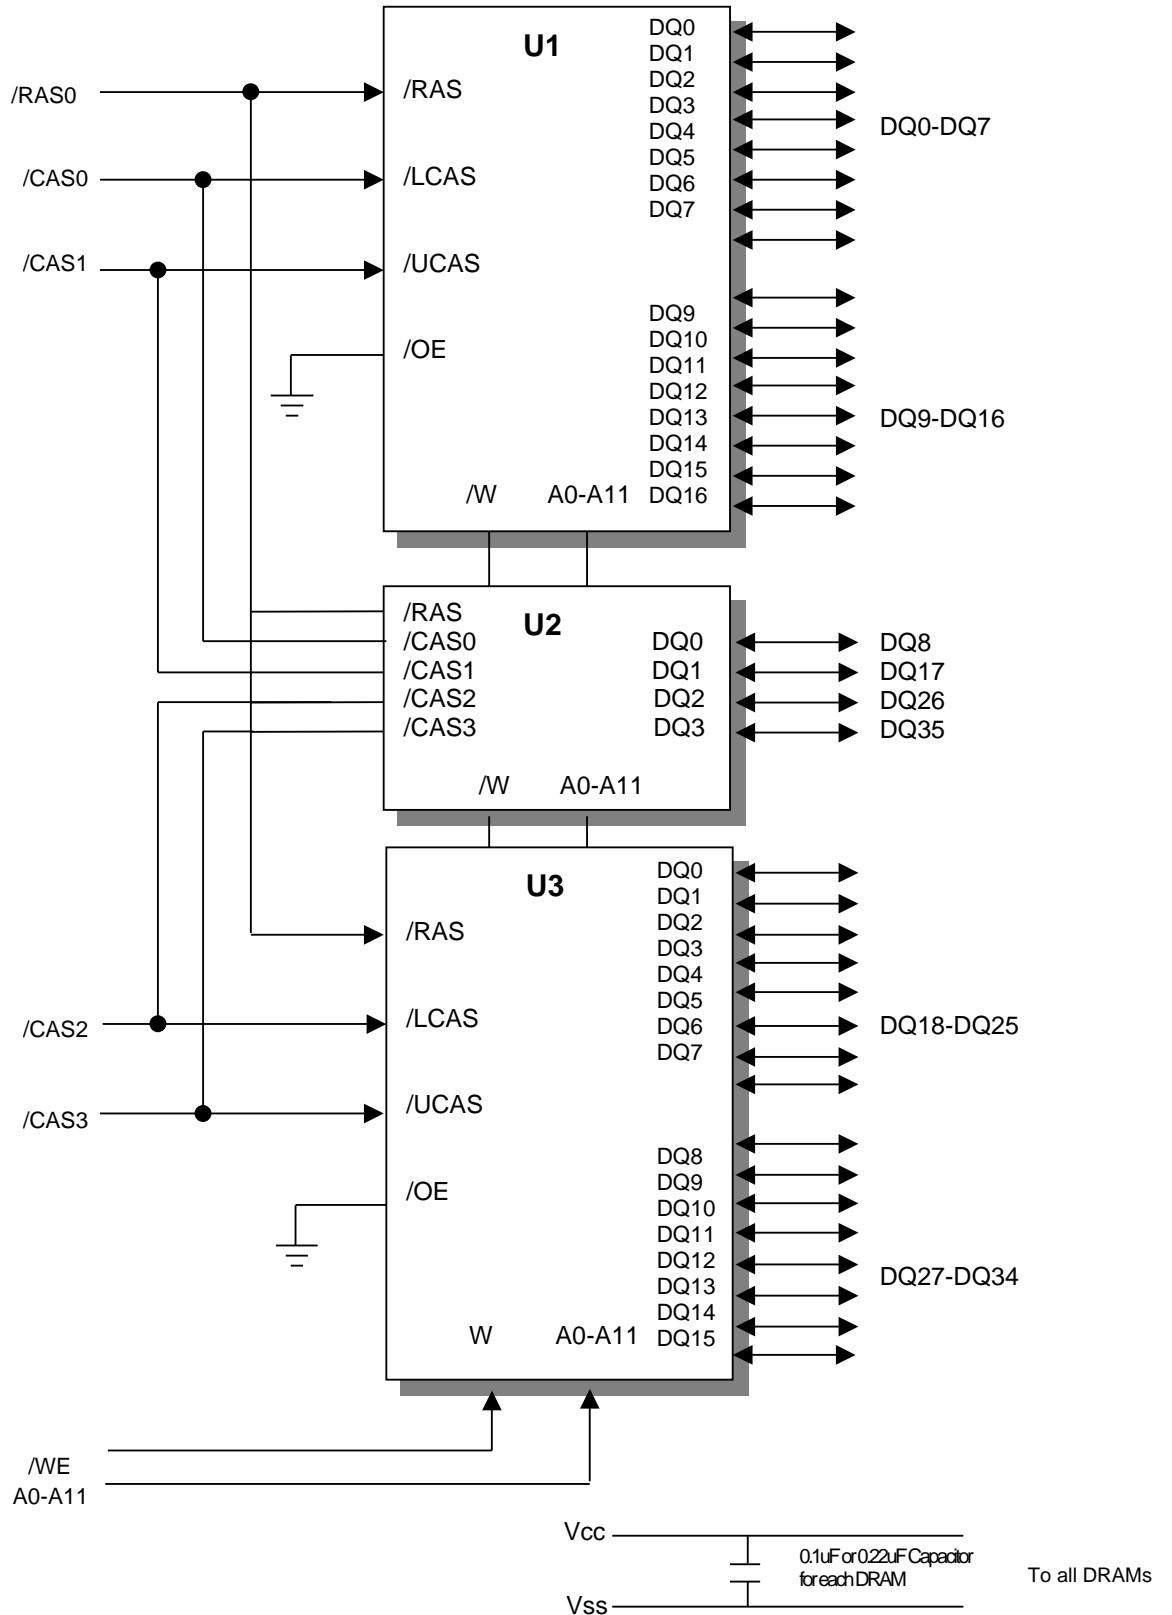 U1
/RAS0
/CAS0
/CAS1
/RAS
/LCAS
/UCAS
/OE
/W
A0-A11
DQ0
DQ1
DQ2
DQ3
DQ4
DQ5
DQ6
DQ7
DQ0-DQ7
DQ9
DQ10
DQ11
DQ12
DQ13
DQ14
DQ15
DQ16
DQ9-DQ16
U2
/RAS
/CAS0
/CAS1
/CAS2
/CAS3
/W
A0-A11
DQ0
DQ1
DQ2
DQ3
DQ8
DQ17
DQ26
DQ35
U3
/CAS2
/CAS3
/RAS
/LCAS
/UCAS
/OE
W
A0-A11
DQ0
DQ1
DQ2
DQ3
DQ4
DQ5
DQ6
DQ7
DQ18-DQ25
DQ8
DQ9
DQ10
DQ11
DQ12
DQ13
DQ14
DQ15
DQ27-DQ34
/WE
A0-A11
Vcc
0.1uF or 0.22uF Capacitor
for each DRAM
To all DRAMs
Vss